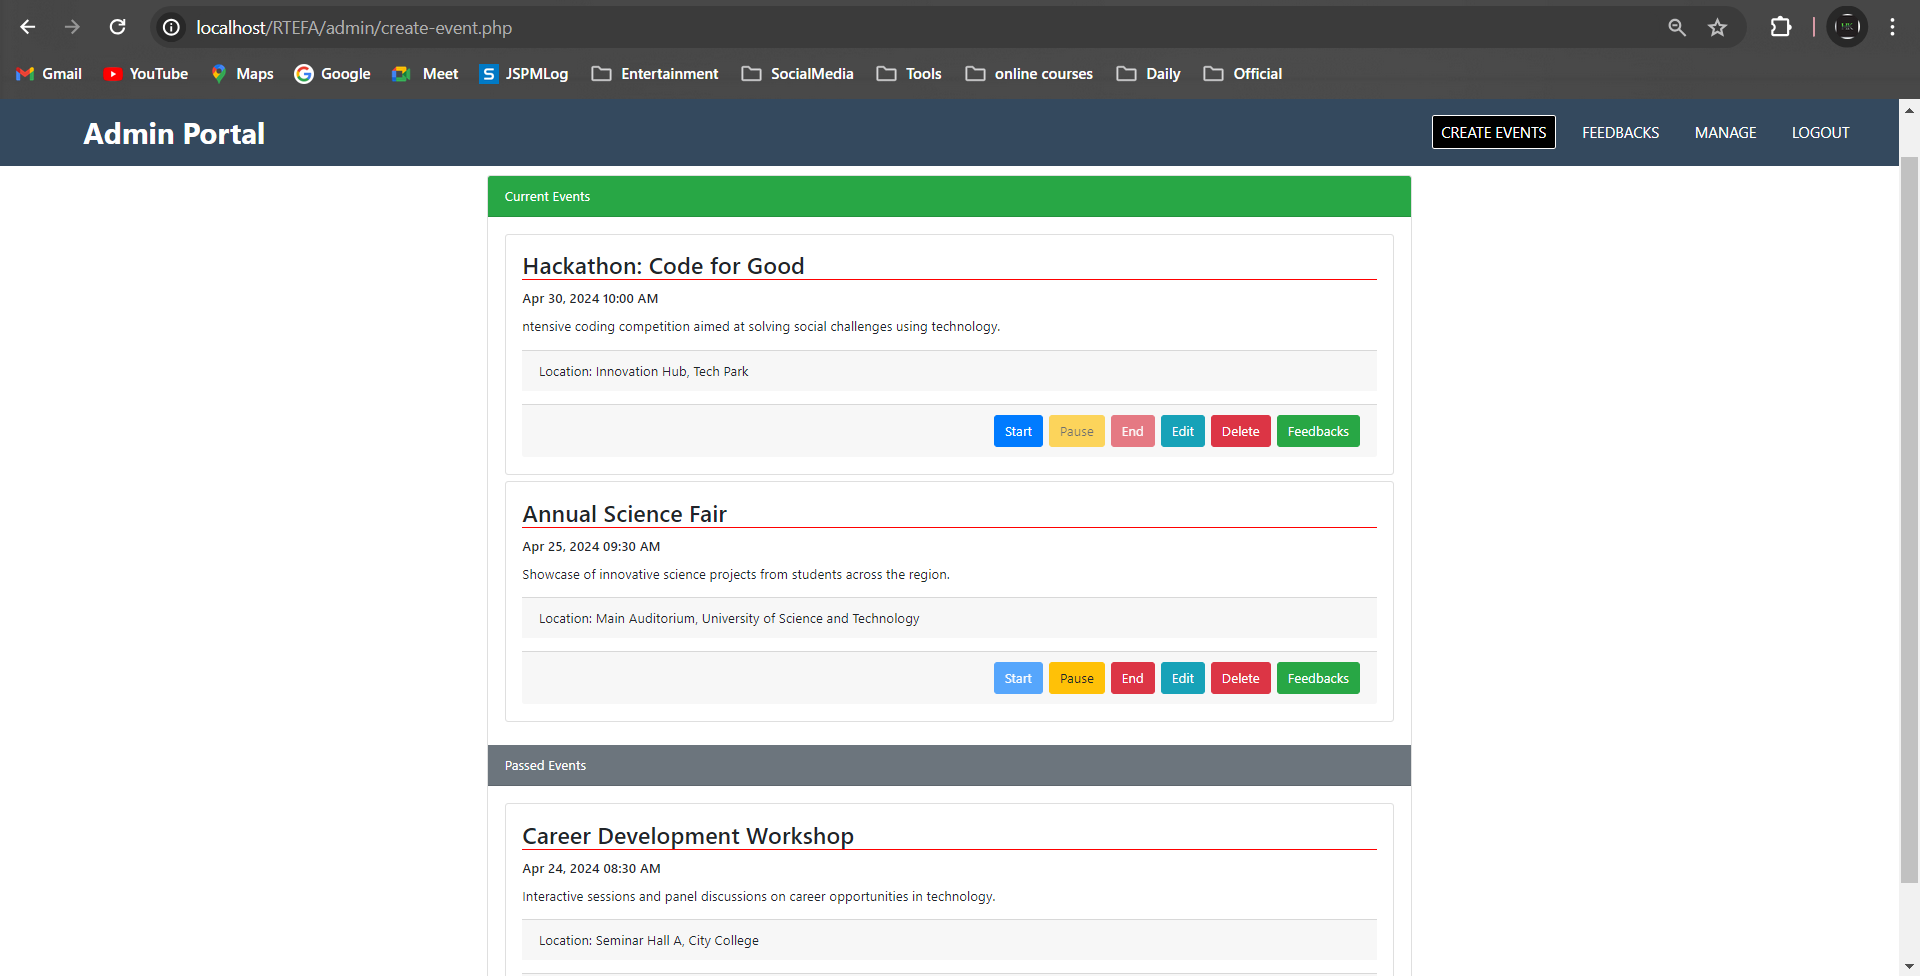 localhost/RTEFA/admin/create-event.php
Gmail YouTube Maps Google Meet JSPMLog Entertainment SocialMedia Tools online courses Daily Official
Admin Portal CREATE EVENTS FEEDBACKS MANAGE LOGOUT
Current Events
Hackathon: Code for Good
Apr 30, 2024 10:00 AM
ntensive coding competition aimed at solving social challenges using technology.
Location: Innovation Hub, Tech Park
Start Pause End Edit Delete Feedbacks
Annual Science Fair
Apr 25, 2024 09:30 AM
Showcase of innovative science projects from students across the region.
Location: Main Auditorium, University of Science and Technology
Start Pause End Edit Delete Feedbacks
Passed Events
Career Development Workshop
Apr 24, 2024 08:30 AM
Interactive sessions and panel discussions on career opportunities in technology.
Location: Seminar Hall A, City College